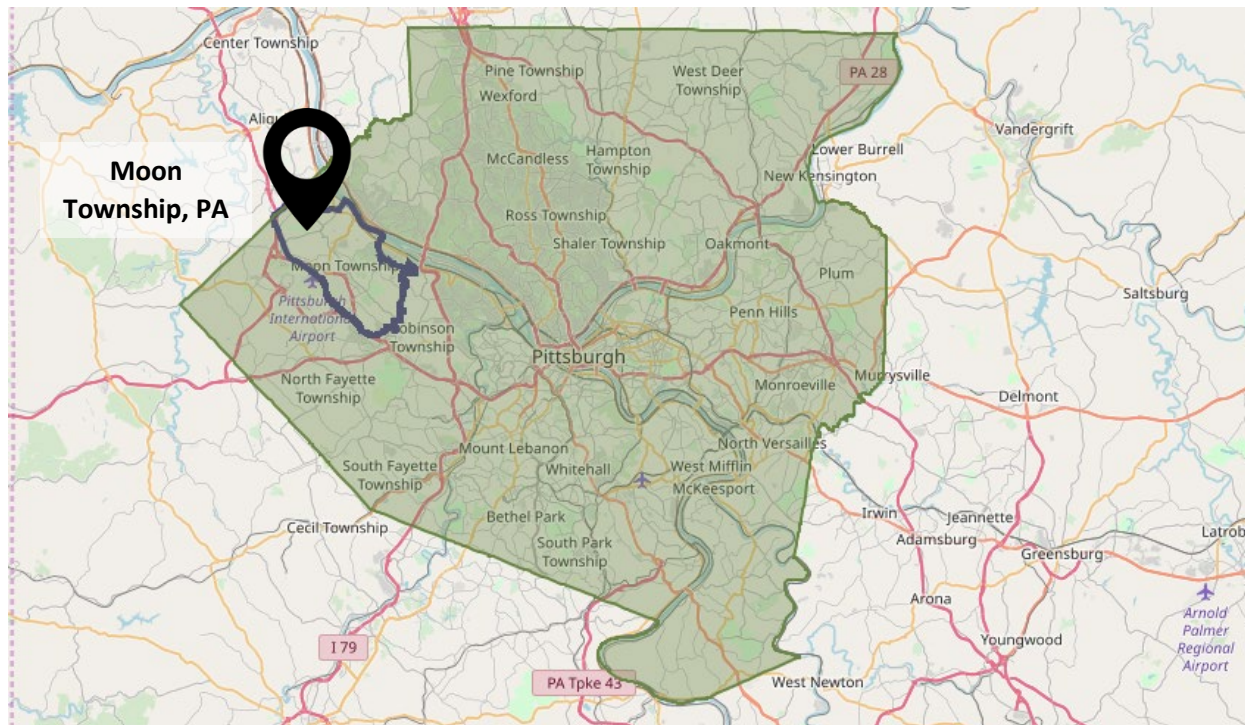 Center Township
Pine Township
Wexford
West Deer
Township
PA 28
Vandergrift
McCandless
Hampton
Township
Lower Burrell
New Kensington
Moon
Township, PA
Ross Township
Shaler Township
Oakmont
Moon Township
Plum
Saltsburg
Pittsburgh
International
Airport
Robinson
Township
Penn Hills
Pittsburgh
North Fayette
Township
Monroeville
Murrysville
Delmont
Mount Lebanon
North Versailles
South Fayette
Township
Whitehall
West Mifflin
McKeesport
Cecil Township
Bethel Park
South Park
Township
Irwin
Jeannette
Adamsburg
Greensburg
Arona
Arnold
Palmer
Regional
Airport
I 79
Youngwood
PA Tpke 43
West Newton